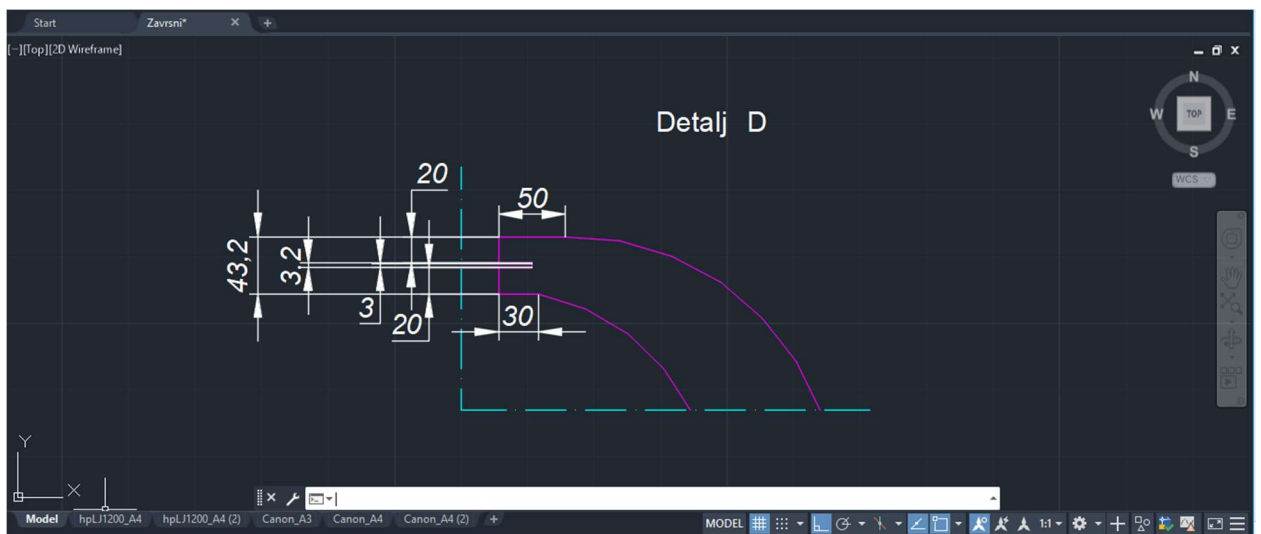 Start Zavrsni*
[−][Top][2D Wireframe]
N
W TOP E
S
WCS
Detalj D
20
50
43,2
3,2
3
20
30
Y
X
Model hpLJ1200_A4 hpLJ1200_A4 (2) Canon_A3 Canon_A4 Canon_A4 (2) +
MODEL 1:1